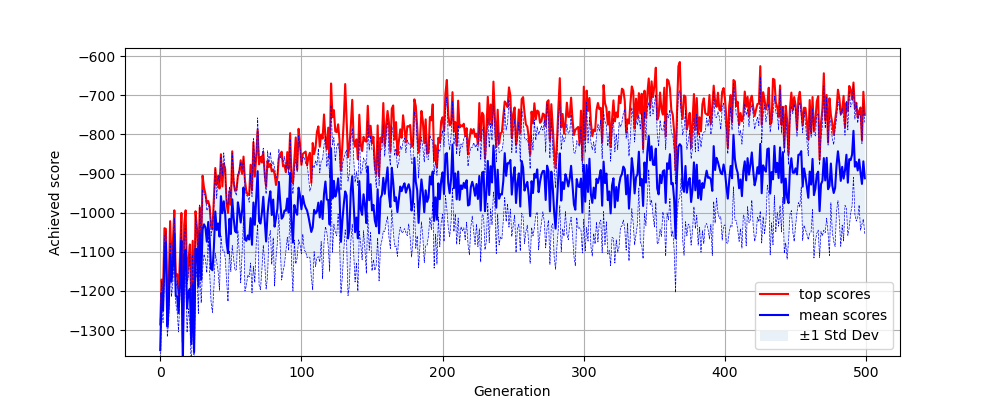 −600
−700
−800
−900
−1000
−1100
−1200
−1300
Achieved score
0 100 200 300 400 500
Generation
top scores
mean scores
±1 Std Dev